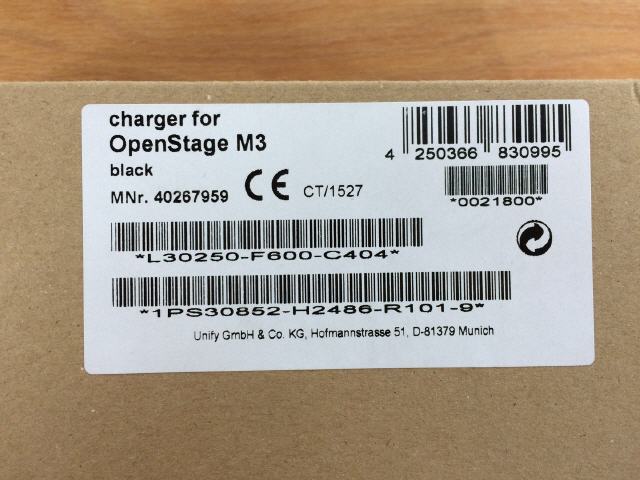 charger for
OpenStage M3
black
MNr. 40267959 CE CT/1527
4 250366 830995
*0021800*
*L30250-F600-C404*
*1PS30852-H2486-R101-9*
Unify GmbH & Co. KG, Hofmannstrasse 51, D-81379 Munich